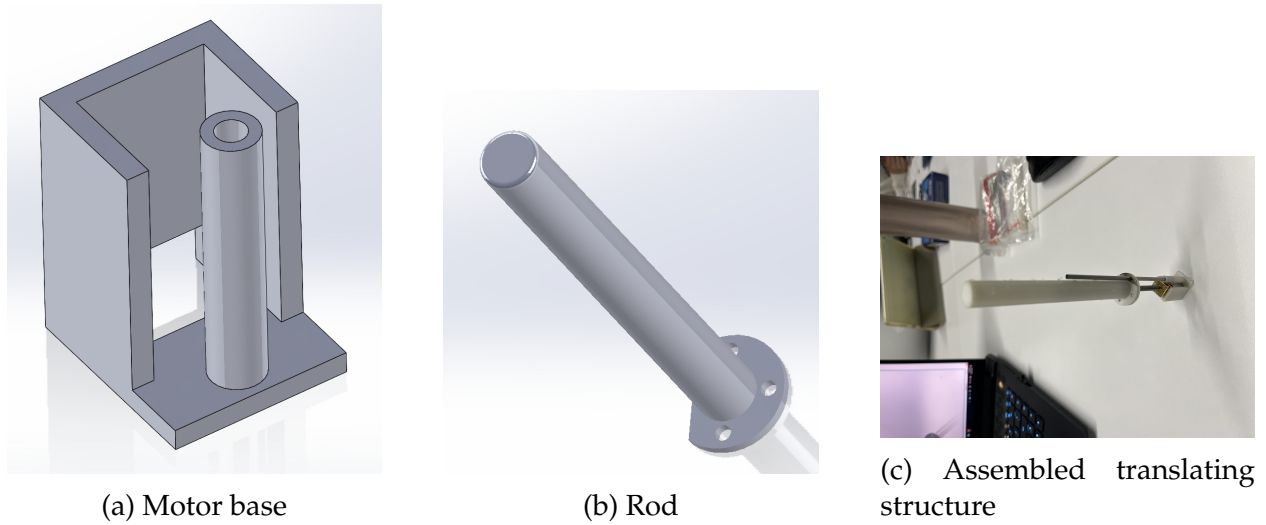 (a) Motor base
(b) Rod
(c) Assembled translating
structure